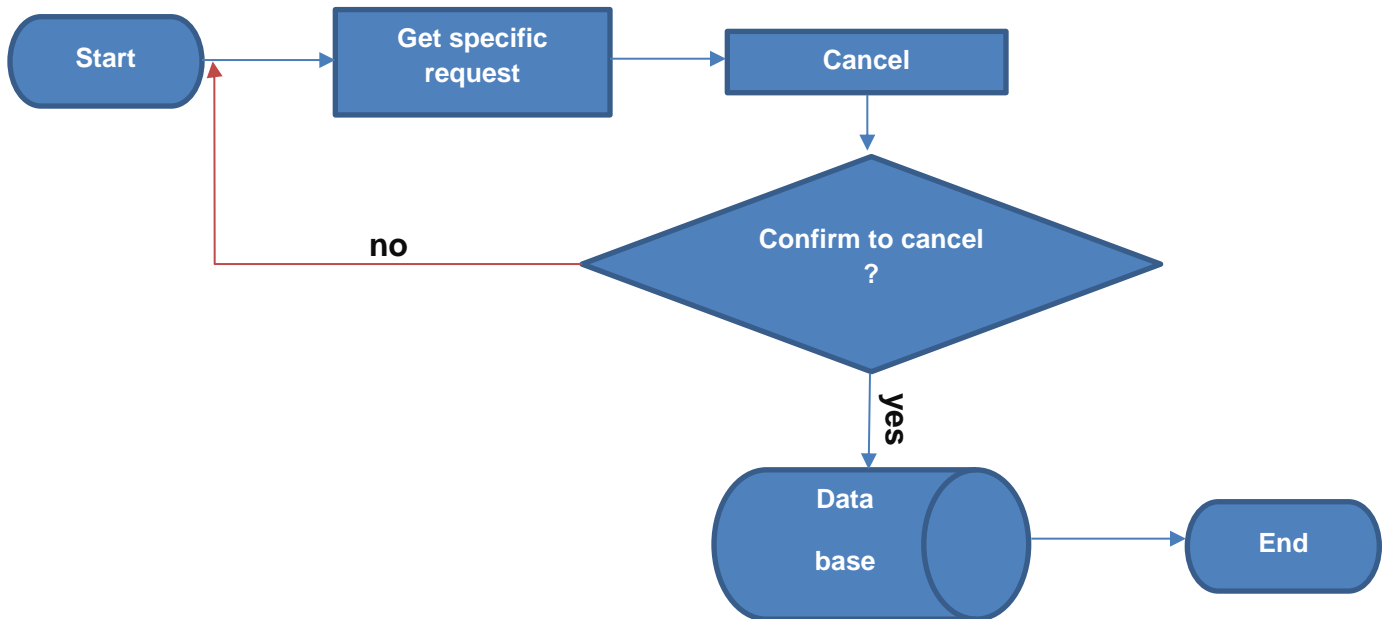 Start
Get specific
request
Cancel
Confirm to cancel
?
no
yes
Data
base
End